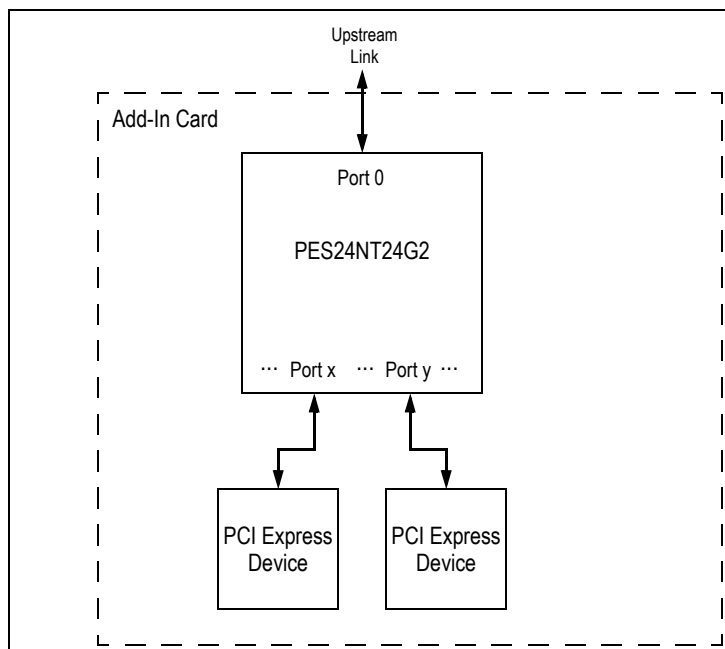 Upstream
Link
Add-In Card
Port 0
PES24NT24G2
··· Port x ··· Port y ···
PCI Express
Device
PCI Express
Device